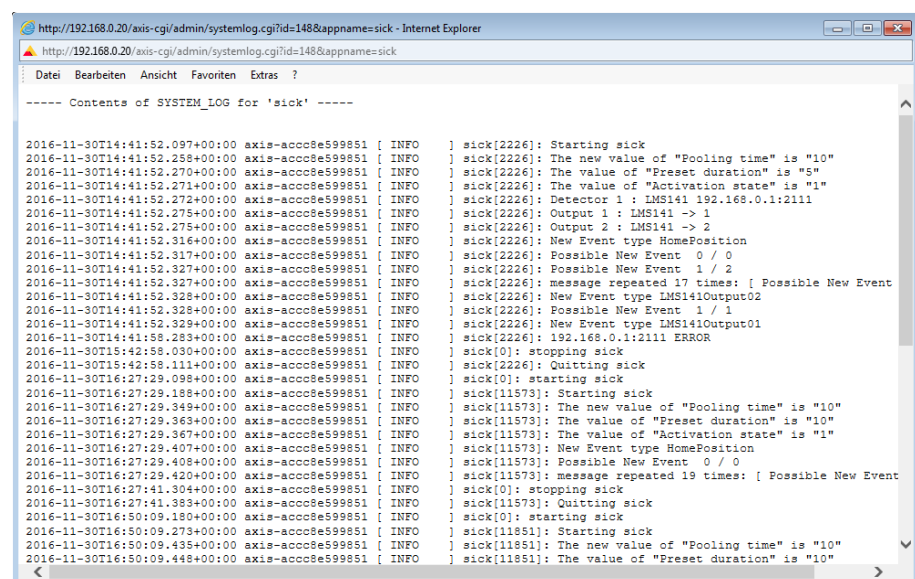 http://192.168.0.20/axis-cgi/admin/systemlog.cgi?id=148&appname=sick - Internet Explorer
http://192.168.0.20/axis-cgi/admin/systemlog.cgi?id=148&appname=sick
Datei Bearbeiten Ansicht Favoriten Extras ?
----- Contents of SYSTEM_LOG for 'sick' -----
2016-11-30T14:41:52.097+00:00 axis-accc8e599851 [ INFO ] sick[2226]: Starting sick
2016-11-30T14:41:52.258+00:00 axis-accc8e599851 [ INFO ] sick[2226]: The new value of "Pooling time" is "10"
2016-11-30T14:41:52.270+00:00 axis-accc8e599851 [ INFO ] sick[2226]: The value of "Preset duration" is "5"
2016-11-30T14:41:52.271+00:00 axis-accc8e599851 [ INFO ] sick[2226]: The value of "Activation state" is "1"
2016-11-30T14:41:52.272+00:00 axis-accc8e599851 [ INFO ] sick[2226]: Detector 1 : LMS141 192.168.0.1:2111
2016-11-30T14:41:52.275+00:00 axis-accc8e599851 [ INFO ] sick[2226]: Output 1 : LMS141 -> 1
2016-11-30T14:41:52.275+00:00 axis-accc8e599851 [ INFO ] sick[2226]: Output 2 : LMS141 -> 2
2016-11-30T14:41:52.316+00:00 axis-accc8e599851 [ INFO ] sick[2226]: New Event type HomePosition
2016-11-30T14:41:52.317+00:00 axis-accc8e599851 [ INFO ] sick[2226]: Possible New Event 0 / 0
2016-11-30T14:41:52.327+00:00 axis-accc8e599851 [ INFO ] sick[2226]: Possible New Event 1 / 2
2016-11-30T14:41:52.327+00:00 axis-accc8e599851 [ INFO ] sick[2226]: message repeated 17 times: [ Possible New Event
2016-11-30T14:41:52.328+00:00 axis-accc8e599851 [ INFO ] sick[2226]: New Event type LMS141Output02
2016-11-30T14:41:52.328+00:00 axis-accc8e599851 [ INFO ] sick[2226]: Possible New Event 1 / 1
2016-11-30T14:41:52.329+00:00 axis-accc8e599851 [ INFO ] sick[2226]: New Event type LMS141Output01
2016-11-30T14:41:58.283+00:00 axis-accc8e599851 [ INFO ] sick[2226]: 192.168.0.1:2111 ERROR
2016-11-30T15:42:58.030+00:00 axis-accc8e599851 [ INFO ] sick[0]: stopping sick
2016-11-30T15:42:58.111+00:00 axis-accc8e599851 [ INFO ] sick[2226]: Quitting sick
2016-11-30T16:27:29.098+00:00 axis-accc8e599851 [ INFO ] sick[0]: starting sick
2016-11-30T16:27:29.188+00:00 axis-accc8e599851 [ INFO ] sick[11573]: Starting sick
2016-11-30T16:27:29.349+00:00 axis-accc8e599851 [ INFO ] sick[11573]: The new value of "Pooling time" is "10"
2016-11-30T16:27:29.363+00:00 axis-accc8e599851 [ INFO ] sick[11573]: The value of "Preset duration" is "10"
2016-11-30T16:27:29.367+00:00 axis-accc8e599851 [ INFO ] sick[11573]: The value of "Activation state" is "1"
2016-11-30T16:27:29.407+00:00 axis-accc8e599851 [ INFO ] sick[11573]: New Event type HomePosition
2016-11-30T16:27:29.408+00:00 axis-accc8e599851 [ INFO ] sick[11573]: Possible New Event 0 / 0
2016-11-30T16:27:29.420+00:00 axis-accc8e599851 [ INFO ] sick[11573]: message repeated 19 times: [ Possible New Event
2016-11-30T16:27:41.304+00:00 axis-accc8e599851 [ INFO ] sick[0]: stopping sick
2016-11-30T16:27:41.383+00:00 axis-accc8e599851 [ INFO ] sick[11573]: Quitting sick
2016-11-30T16:50:09.180+00:00 axis-accc8e599851 [ INFO ] sick[0]: starting sick
2016-11-30T16:50:09.273+00:00 axis-accc8e599851 [ INFO ] sick[11851]: Starting sick
2016-11-30T16:50:09.435+00:00 axis-accc8e599851 [ INFO ] sick[11851]: The new value of "Pooling time" is "10"
2016-11-30T16:50:09.448+00:00 axis-accc8e599851 [ INFO ] sick[11851]: The value of "Preset duration" is "10"